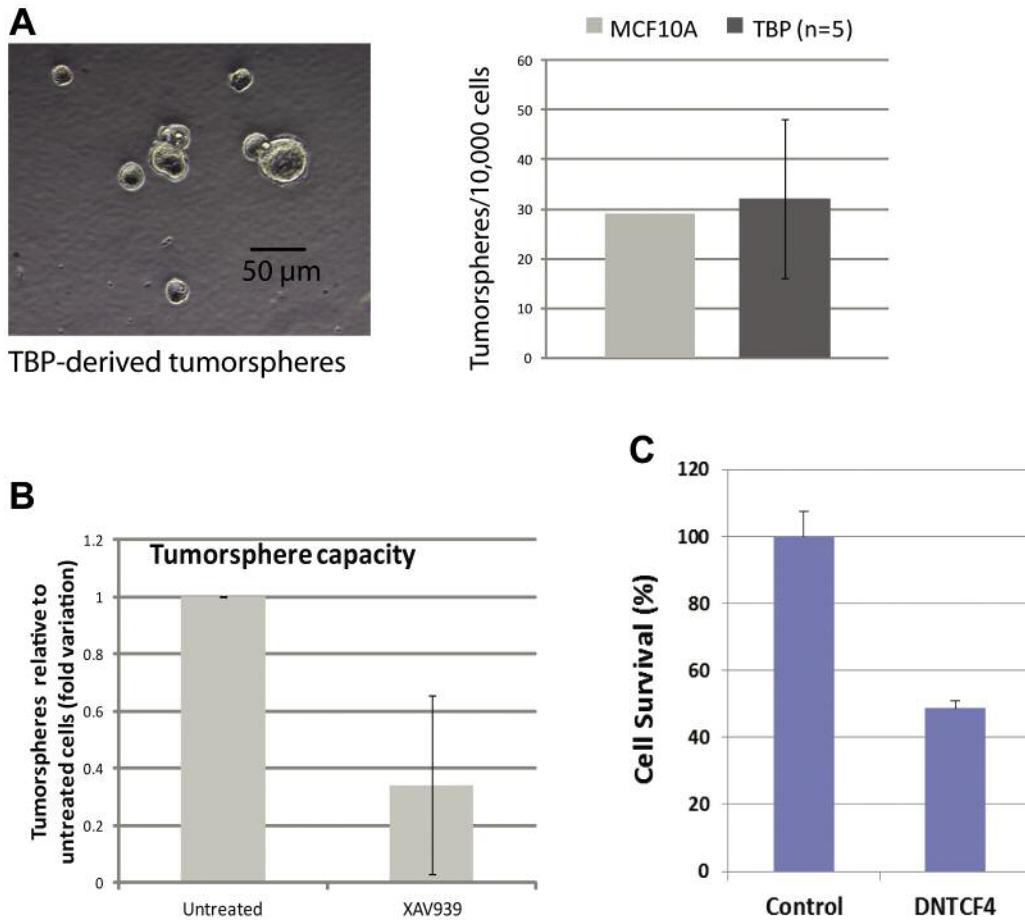 A
MCF10A TBP (n=5)
Tumorspheres/10,000 cells
60
50
40
30
20
10
0
50 µm
TBP-derived tumorspheres
B
Tumorsphere capacity
Tumorspheres relative to
untreated cells (fold variation)
1.2
1
0.8
0.6
0.4
0.2
0
Untreated XAV939
C
Cell Survival (%)
120
100
80
60
40
20
0
Control DNTCF4